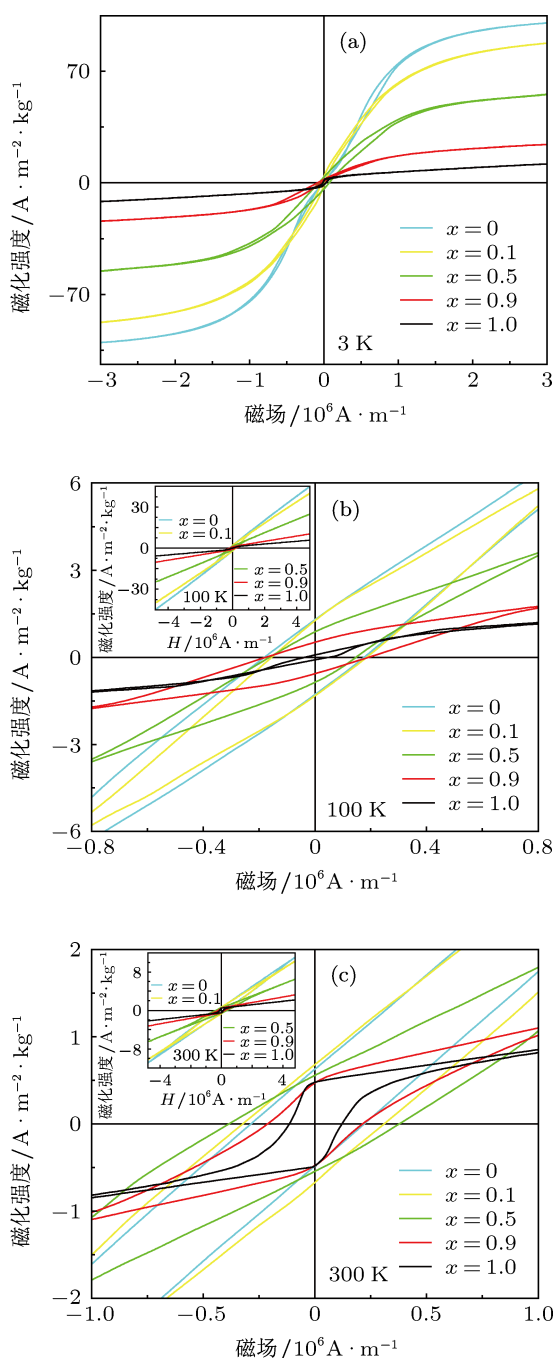 (a)
70
0
−70
磁化强度/A · m⁻² · kg⁻¹
x = 0
x = 0.1
x = 0.5
x = 0.9
x = 1.0
3 K
−3 −2 −1 0 1 2 3
磁场/10⁶A · m⁻¹
(b)
6
3
0
−3
−6
磁化强度/A · m⁻² · kg⁻¹
30
0
−30
磁化强度/A·m⁻²·kg⁻¹
x = 0
x = 0.1
x = 0.5
x = 0.9
x = 1.0
100 K
−4 −2 0 2 4
H/10⁶A · m⁻¹
x = 0
x = 0.1
x = 0.5
x = 0.9
x = 1.0
100 K
−0.8 −0.4 0 0.4 0.8
磁场/10⁶A · m⁻¹
(c)
2
1
0
−1
−2
磁化强度/A · m⁻² · kg⁻¹
8
4
0
−8
磁化强度/A·m⁻²·kg⁻¹
x = 0
x = 0.1
x = 0.5
x = 0.9
x = 1.0
300 K
−4 −2 0 2 4
H/10⁶A · m⁻¹
x = 0
x = 0.1
x = 0.5
x = 0.9
x = 1.0
300 K
−1.0 −0.5 0 0.5 1.0
磁场/10⁶A · m⁻¹